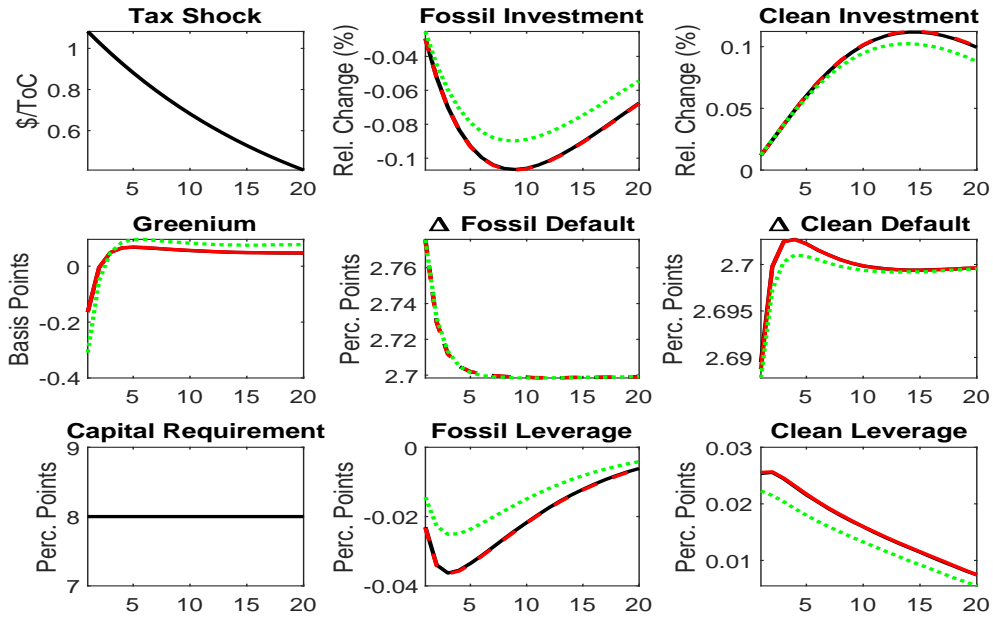 Tax Shock
$/ToC
1
0.8
0.6
5 10 15 20
Fossil Investment
Rel. Change (%)
-0.04
-0.06
-0.08
-0.1
5 10 15 20
Clean Investment
Rel. Change (%)
0.1
0.05
0
5 10 15 20
Greenium
Basis Points
0
-0.2
-0.4
5 10 15 20
Δ Fossil Default
Perc. Points
2.76
2.74
2.72
2.7
5 10 15 20
Δ Clean Default
Perc. Points
2.7
2.695
2.69
5 10 15 20
Capital Requirement
Perc. Points
9
8
7
5 10 15 20
Fossil Leverage
Perc. Points
0
-0.02
-0.04
5 10 15 20
Clean Leverage
Perc. Points
0.03
0.02
0.01
5 10 15 20